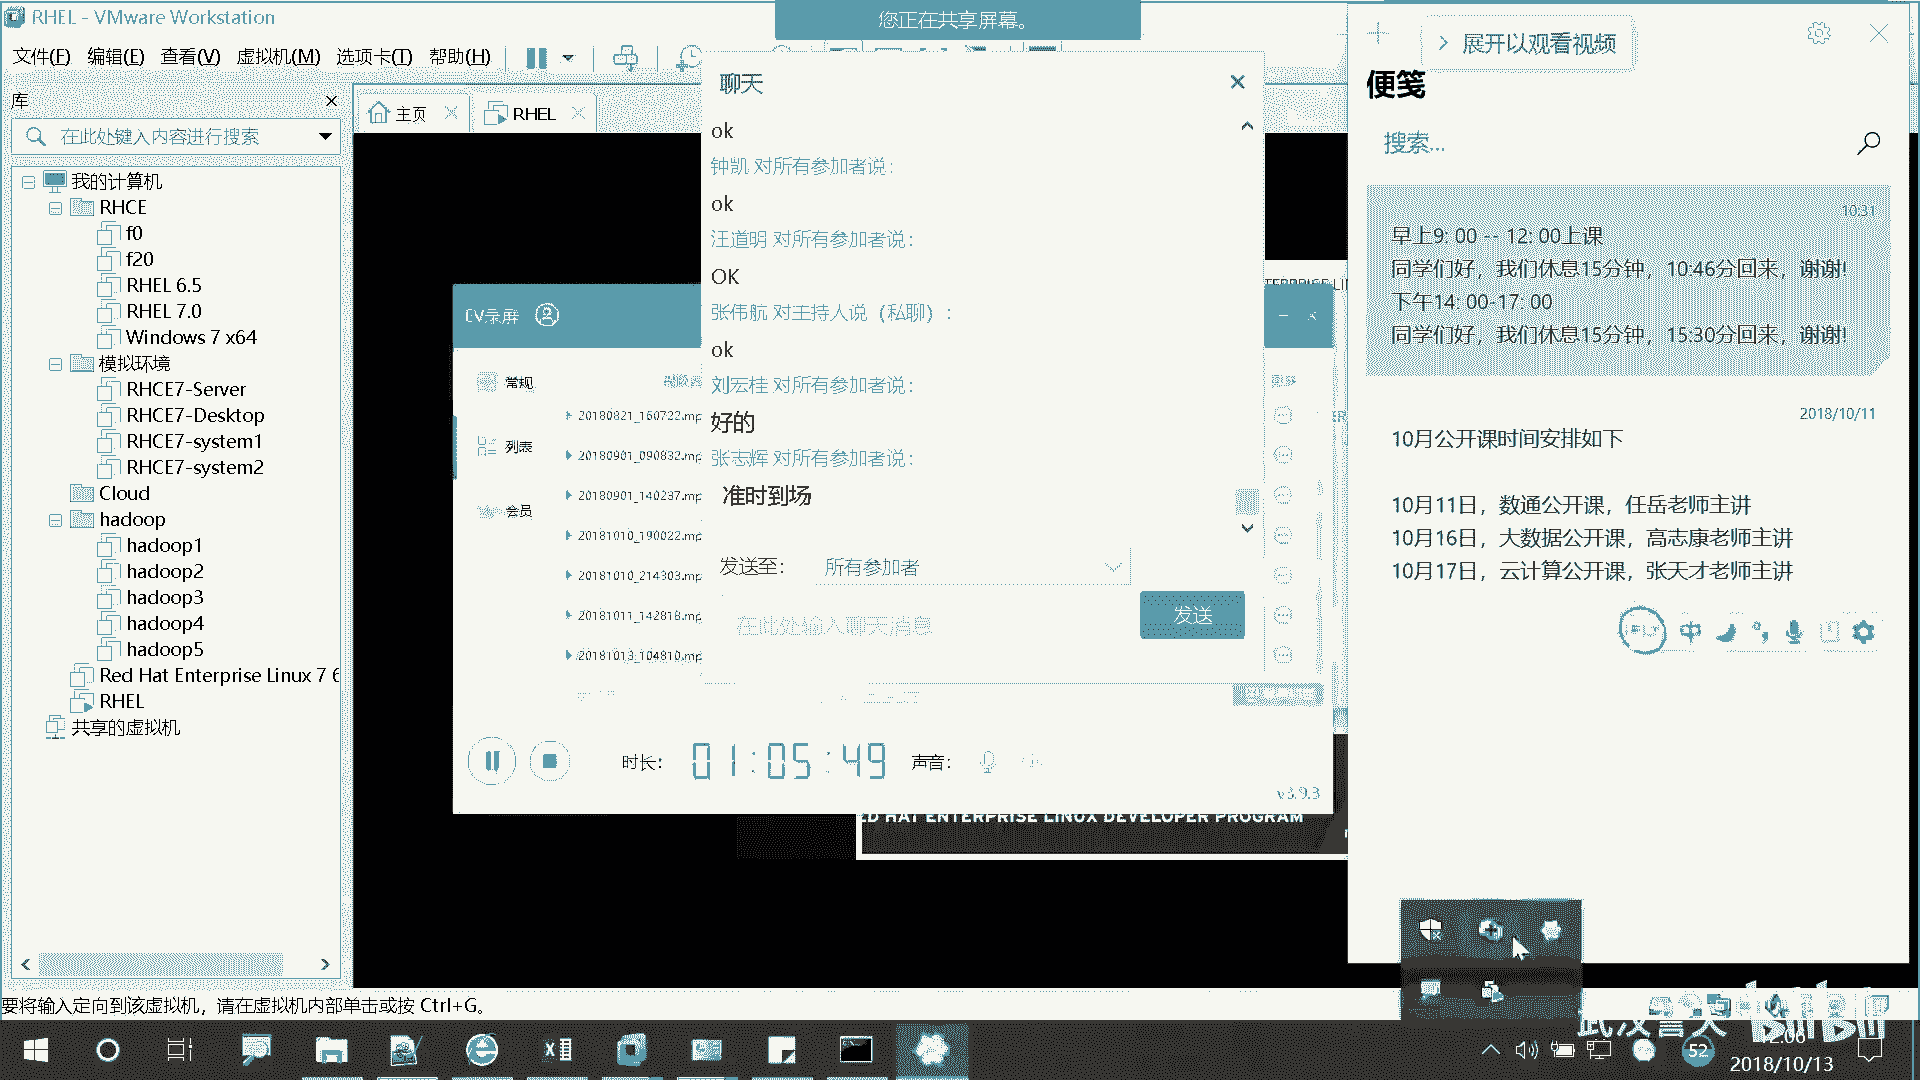 RHEL - VMware Workstation
您正在共享屏幕。
文件(F) 编辑(E) 查看(V) 虚拟机(M) 选项卡(T) 帮助(H)
库
在此处键入内容进行搜索
我的计算机
RHCE
f0
f20
RHEL 6.5
RHEL 7.0
Windows 7 x64
模拟环境
RHCE7-Server
RHCE7-Desktop
RHCE7-system1
RHCE7-system2
Cloud
hadoop
hadoop1
hadoop2
hadoop3
hadoop4
hadoop5
Red Hat Enterprise Linux 7 6
RHEL
共享的虚拟机
主页
RHEL
聊天
ok
钟凯 对所有参加者说：
ok
汪道明 对所有参加者说：
OK
张伟航 对主持人说（私聊）：
ok
刘宏桂 对所有参加者说：
好的
张志辉 对所有参加者说：
准时到场
发送至： 所有参加者
在此处输入聊天消息
发送
EV录屏
常规
列表
会员
20180821_160722.mp
20180901_090832.mp
20180901_140237.mp
20181010_190022.mp
20181010_214303.mp
20181011_142818.mp
20181013_104810.mp
时长： 01:05:49 声音：
v3.9.3
ED HAT ENTERPRISE LINUX DEVELOPER PROGRAM
展开以观看视频
便笺
搜索...
10:31
早上9: 00 -- 12: 00上课
同学们好，我们休息15分钟，10:46分回来，谢谢!
下午14: 00-17: 00
同学们好，我们休息15分钟，15:30分回来，谢谢!
2018/10/11
10月公开课时间安排如下
10月11日，数通公开课，任岳老师主讲
10月16日，大数据公开课，高志康老师主讲
10月17日，云计算公开课，张天才老师主讲
中
要将输入定向到该虚拟机，请在虚拟机内部单击或按 Ctrl+G。
52
12:06
2018/10/13